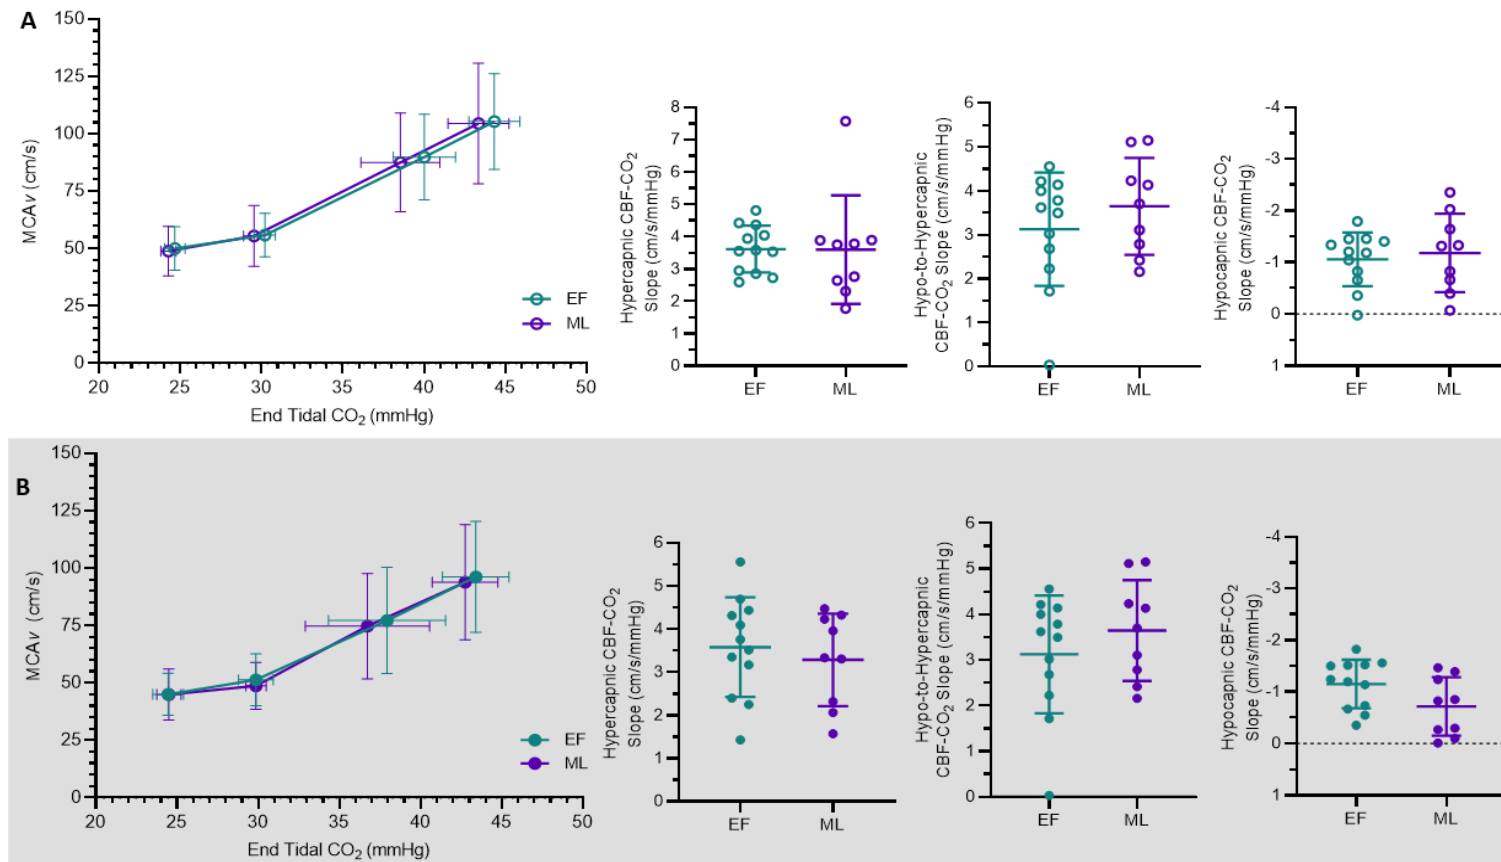 A
150
125
100
75
50
25
0
MCAv (cm/s)
20 25 30 35 40 45 50
End Tidal CO₂ (mmHg)
EF
ML
8
7
6
5
4
3
2
1
0
Hypercapnic CBF-CO₂
Slope (cm/s/mmHg)
EF ML
6
5
4
3
2
1
0
Hypo-to-Hypercapnic
CBF-CO₂ Slope (cm/s/mmHg)
EF ML
-4
-3
-2
-1
0
1
Hypocapnic CBF-CO₂
Slope (cm/s/mmHg)
EF ML
B
150
125
100
75
50
25
0
MCAv (cm/s)
20 25 30 35 40 45 50
End Tidal CO₂ (mmHg)
EF
ML
6
5
4
3
2
1
0
Hypercapnic CBF-CO₂
Slope (cm/s/mmHg)
EF ML
6
5
4
3
2
1
0
Hypo-to-Hypercapnic
CBF-CO₂ Slope (cm/s/mmHg)
EF ML
-4
-3
-2
-1
0
1
Hypocapnic CBF-CO₂
Slope (cm/s/mmHg)
EF ML